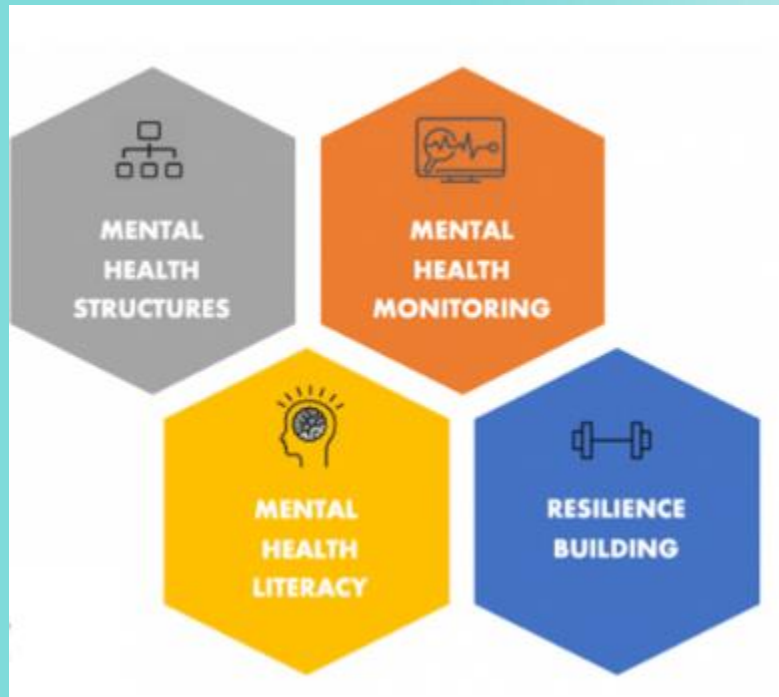 MENTAL
HEALTH
STRUCTURES
MENTAL
HEALTH
MONITORING
MENTAL
HEALTH
LITERACY
RESILIENCE
BUILDING